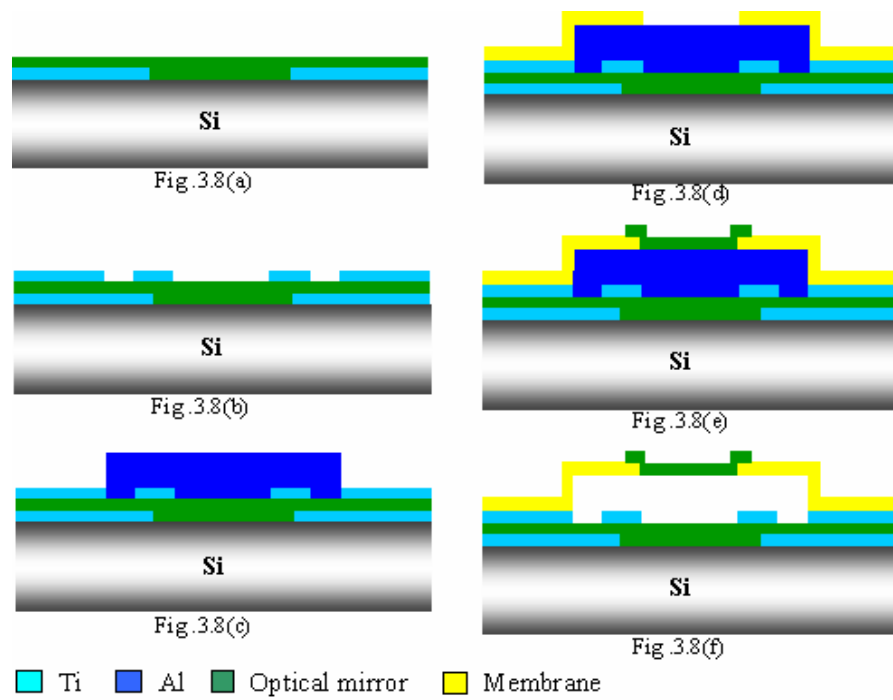 Si
Fig.3.8(a)
Si
Fig.3.8(b)
Si
Fig.3.8(c)
Si
Fig.3.8(d)
Si
Fig.3.8(e)
Si
Fig.3.8(f)
Ti Al Optical mirror Membrane